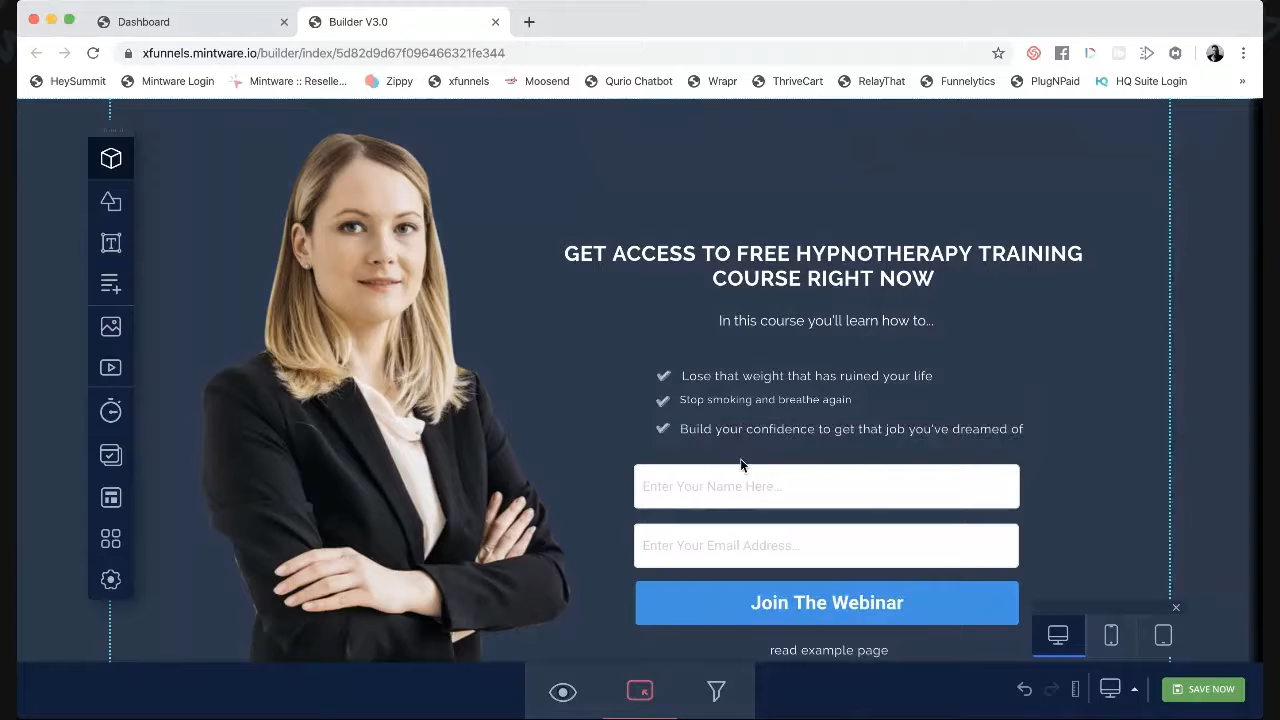 Dashboard
Builder V3.0
xfunnels.mintware.io/builder/index/5d82d9d67f096466321fe344
HeySummit
Mintware Login
Mintware :: Reselle...
Zippy
xfunnels
Moosend
Qurio Chatbot
Wrapr
ThriveCart
RelayThat
Funnelytics
PlugNPaid
HQ Suite Login
»
GET ACCESS TO FREE HYPNOTHERAPY TRAINING
COURSE RIGHT NOW
In this course you'll learn how to...
Lose that weight that has ruined your life
Stop smoking and breathe again
Build your confidence to get that job you've dreamed of
Enter Your Name Here...
Enter Your Email Address...
Join The Webinar
read example page
SAVE NOW